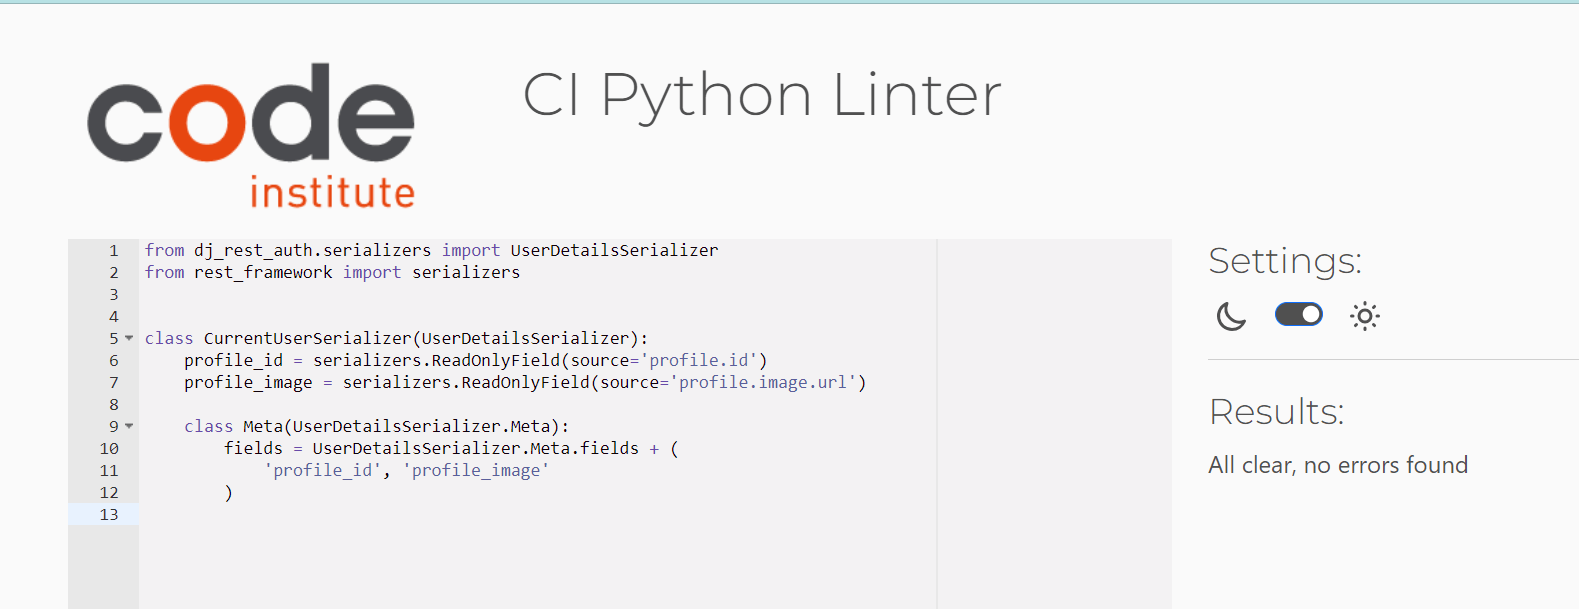 code
institute
CI Python Linter
1 from dj_rest_auth.serializers import UserDetailsSerializer
2 from rest_framework import serializers
3
4
5 class CurrentUserSerializer(UserDetailsSerializer):
6     profile_id = serializers.ReadOnlyField(source='profile.id')
7     profile_image = serializers.ReadOnlyField(source='profile.image.url')
8
9     class Meta(UserDetailsSerializer.Meta):
10         fields = UserDetailsSerializer.Meta.fields + (
11             'profile_id', 'profile_image'
12         )
13
Settings:
Results:
All clear, no errors found